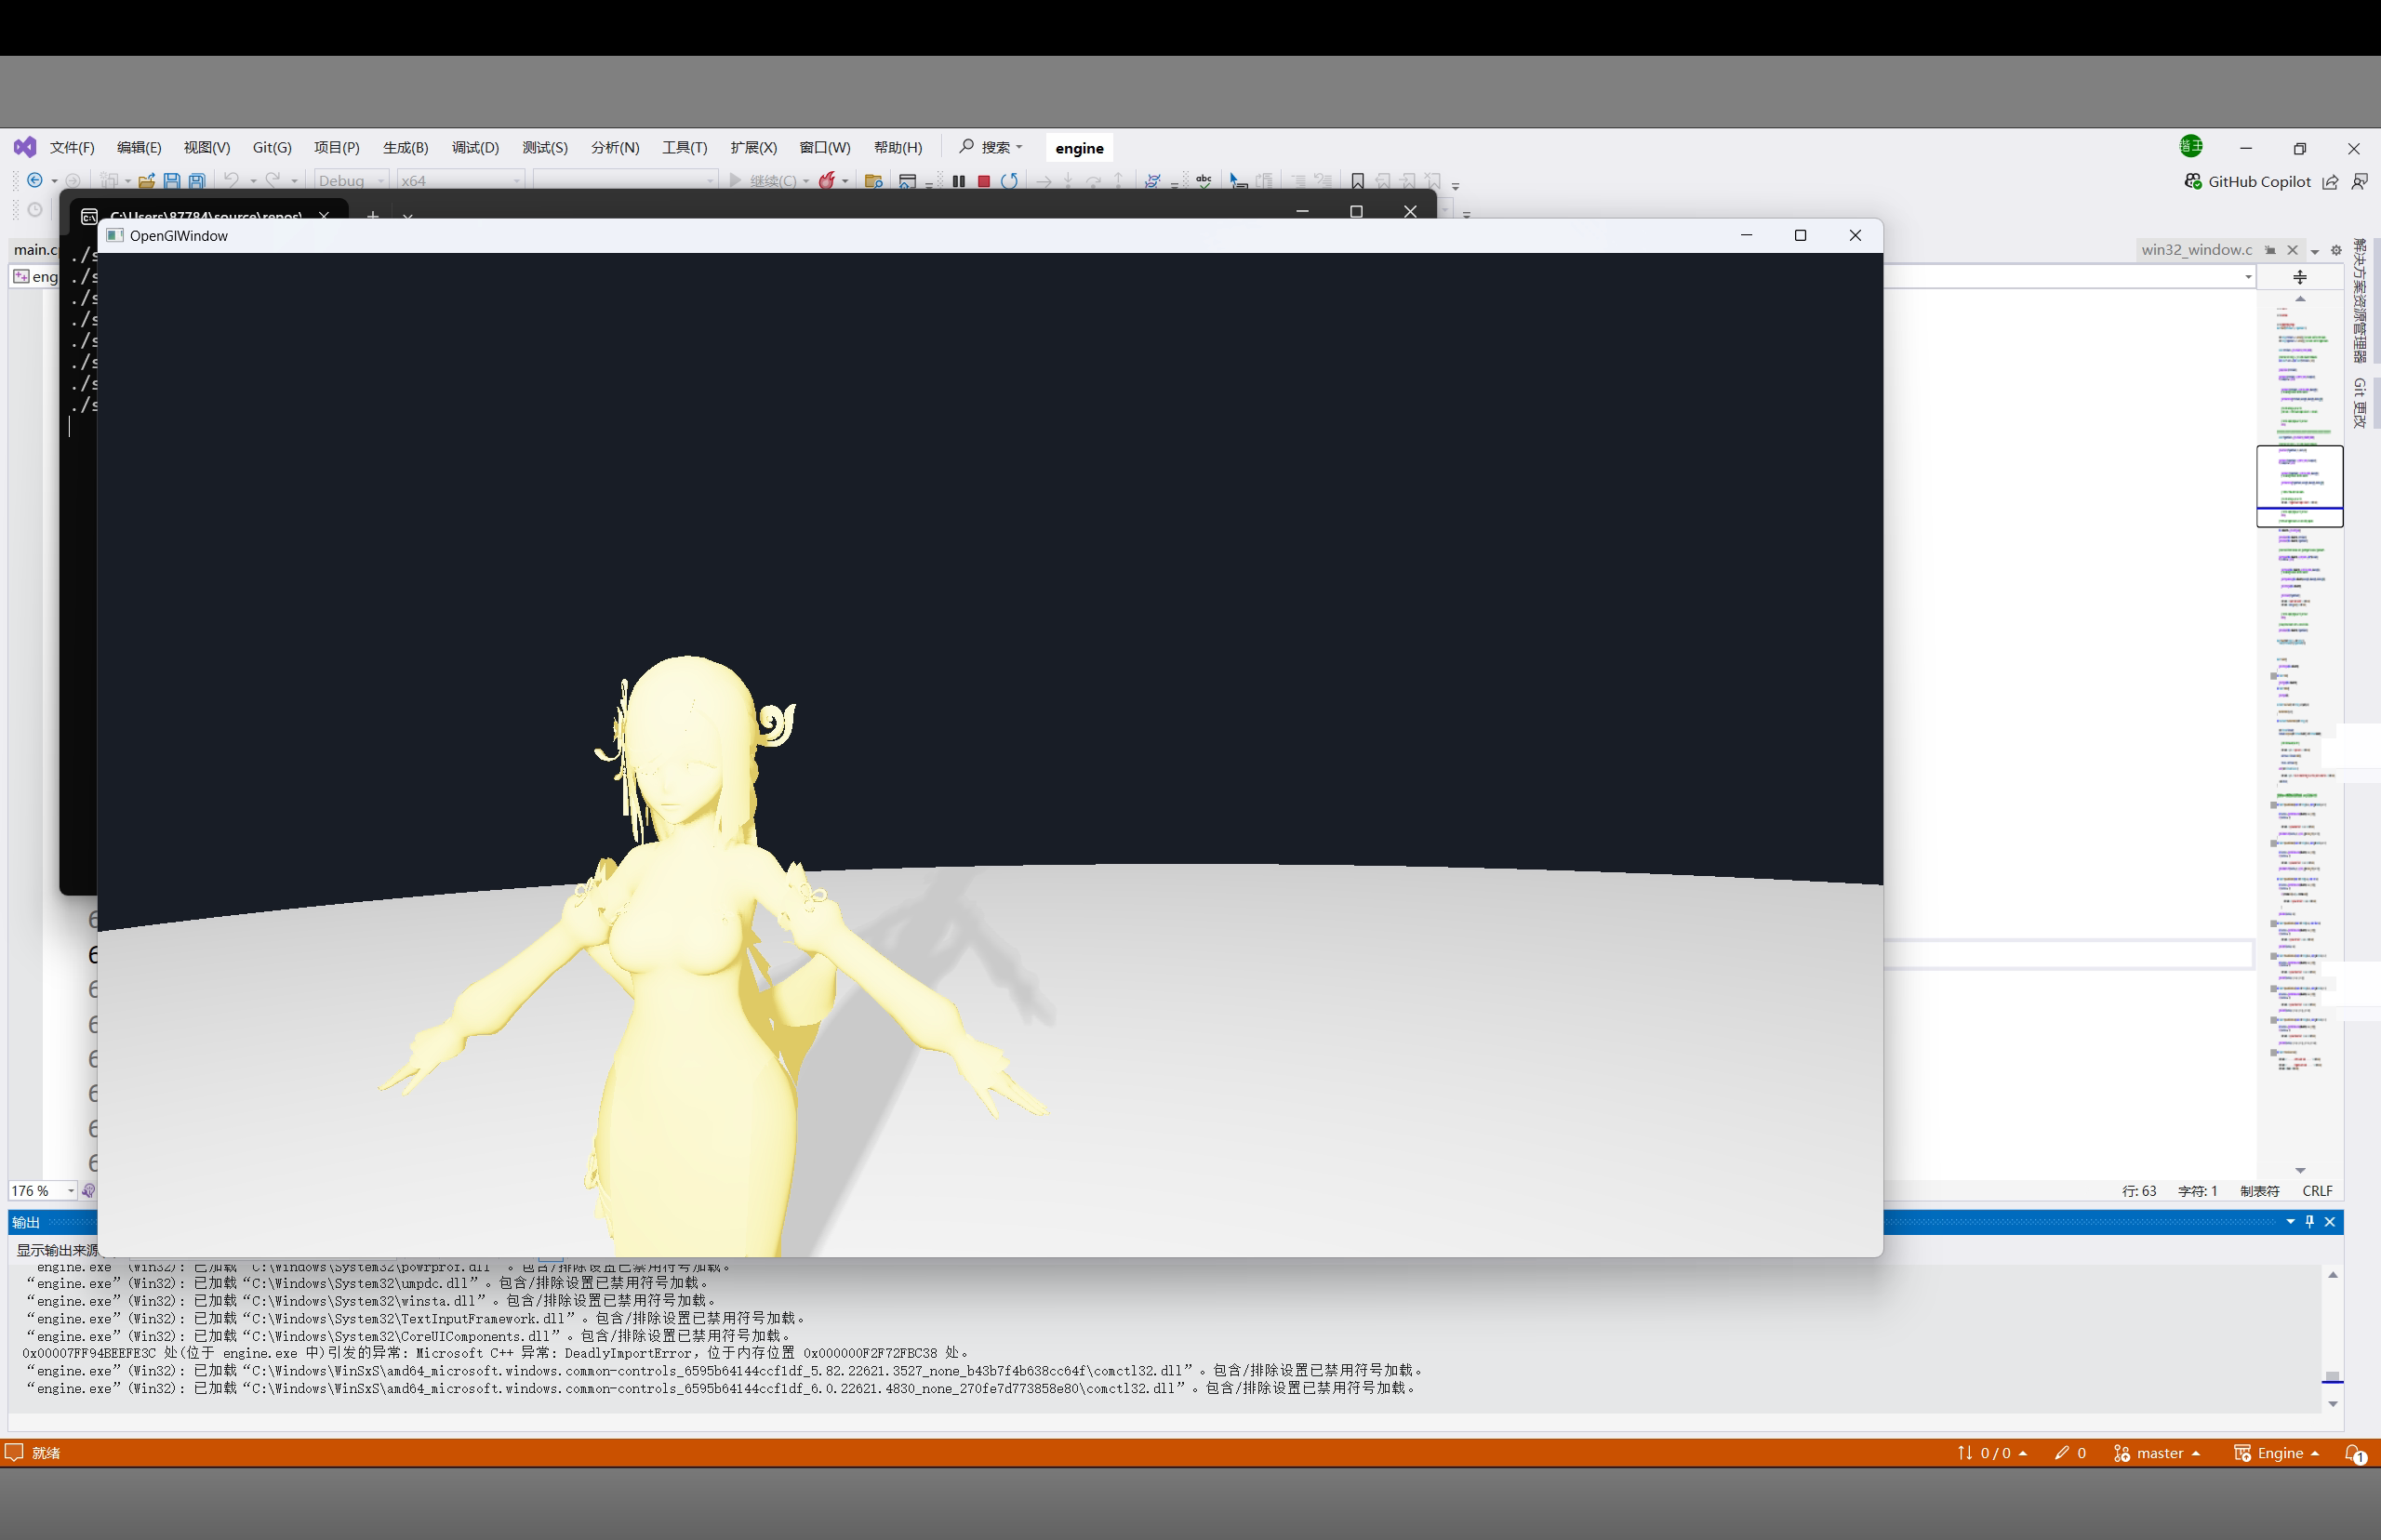 文件(F) 编辑(E) 视图(V) Git(G) 项目(P) 生成(B) 调试(D) 测试(S) 分析(N) 工具(T) 扩展(X) 窗口(W) 帮助(H) 搜索 engine 踏王
Debug x64 继续(C) abc GitHub Copilot
C:\Users\87784\source\repos\
OpenGlWindow
main.c win32_window.c
eng
./s
./s
./s
./s
./s
./s
./s
./s
解决方案资源管理器
Git 更改
6
6
6
6
6
6
6
6
176 % 行: 63 字符: 1 制表符 CRLF
输出
显示输出来源
“engine.exe”(Win32): 已加载“C:\Windows\System32\powrprof.dll”。包含/排除设置已禁用符号加载。
“engine.exe”(Win32): 已加载“C:\Windows\System32\umpdc.dll”。包含/排除设置已禁用符号加载。
“engine.exe”(Win32): 已加载“C:\Windows\System32\winsta.dll”。包含/排除设置已禁用符号加载。
“engine.exe”(Win32): 已加载“C:\Windows\System32\TextInputFramework.dll”。包含/排除设置已禁用符号加载。
“engine.exe”(Win32): 已加载“C:\Windows\System32\CoreUIComponents.dll”。包含/排除设置已禁用符号加载。
0x00007FF94BEEFE3C 处(位于 engine.exe 中)引发的异常: Microsoft C++ 异常: DeadlyImportError，位于内存位置 0x000000F2F72FBC38 处。
“engine.exe”(Win32): 已加载“C:\Windows\WinSxS\amd64_microsoft.windows.common-controls_6595b64144ccf1df_5.82.22621.3527_none_b43b7f4b638cc64f\comctl32.dll”。包含/排除设置已禁用符号加载。
“engine.exe”(Win32): 已加载“C:\Windows\WinSxS\amd64_microsoft.windows.common-controls_6595b64144ccf1df_6.0.22621.4830_none_270fe7d773858e80\comctl32.dll”。包含/排除设置已禁用符号加载。
就绪 0 / 0 0 master Engine 1